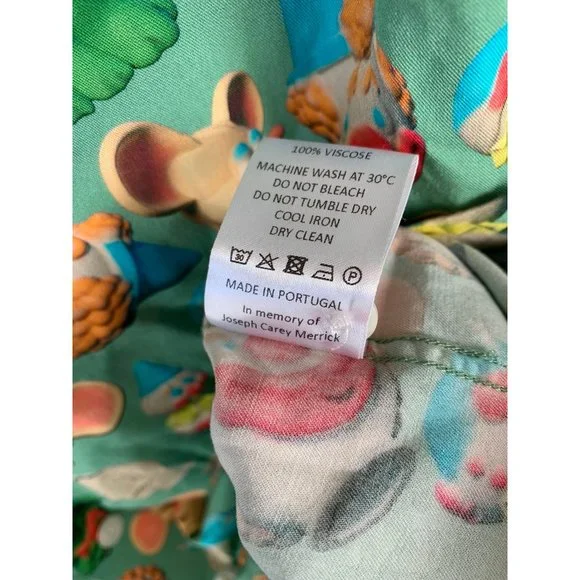 100% VISCOSE
MACHINE WASH AT 30°C
DO NOT BLEACH
DO NOT TUMBLE DRY
COOL IRON
DRY CLEAN
30 P
MADE IN PORTUGAL
In memory of
Joseph Carey Merrick